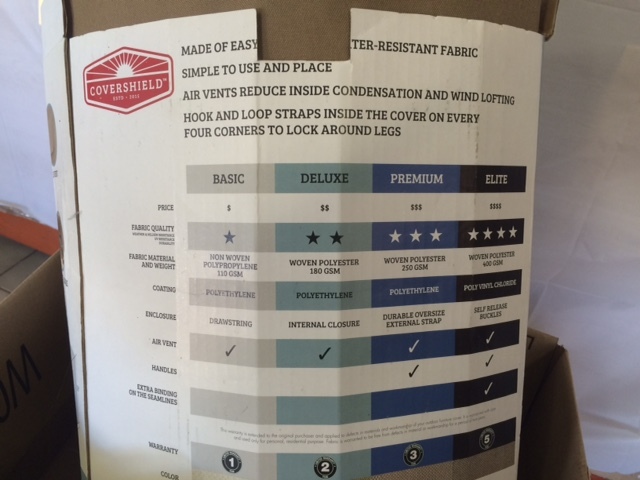 COVERSHIELD™
ESTD - 2011
MADE OF EASY TER-RESISTANT FABRIC
SIMPLE TO USE AND PLACE
AIR VENTS REDUCE INSIDE CONDENSATION AND WIND LOFTING
HOOK AND LOOP STRAPS INSIDE THE COVER ON EVERY
FOUR CORNERS TO LOCK AROUND LEGS
BASIC DELUXE PREMIUM ELITE
PRICE $ $$ $$$ $$$$
FABRIC QUALITY
FABRIC MATERIAL
AND WEIGHT
NON WOVEN
POLYPROPYLENE
110 GSM
WOVEN POLYESTER
180 GSM
WOVEN POLYESTER
250 GSM
WOVEN POLYESTER
400 GSM
COATING POLYETHYLENE POLYETHYLENE POLYETHYLENE POLY VINYL CHLORIDE
ENCLOSURE DRAWSTRING INTERNAL CLOSURE
DURABLE OVERSIZE
EXTERNAL STRAP
SELF RELEASE
BUCKLES
AIR VENT ✓ ✓ ✓ ✓
HANDLES ✓ ✓
EXTRA BINDING
ON THE SEAMLINES
✓
WARRANTY 1 2 3 5
COLOR
OM